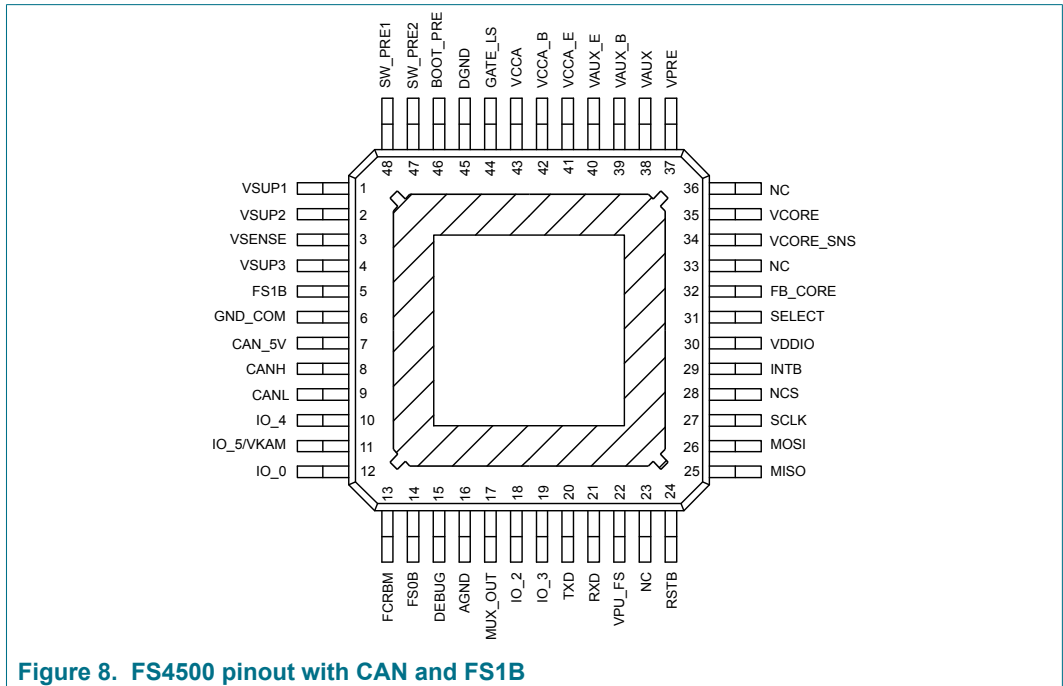 SW_PRE1
SW_PRE2
BOOT_PRE
DGND
GATE_LS
VCCA
VCCA_B
VCCA_E
VAUX_E
VAUX_B
VAUX
VPRE
48
47
46
45
44
43
42
41
40
39
38
37
VSUP1 1
VSUP2 2
VSENSE 3
VSUP3 4
FS1B 5
GND_COM 6
CAN_5V 7
CANH 8
CANL 9
IO_4 10
IO_5/VKAM 11
IO_0 12
36 NC
35 VCORE
34 VCORE_SNS
33 NC
32 FB_CORE
31 SELECT
30 VDDIO
29 INTB
28 NCS
27 SCLK
26 MOSI
25 MISO
13
14
15
16
17
18
19
20
21
22
23
24
FCRBM
FS0B
DEBUG
AGND
MUX_OUT
IO_2
IO_3
TXD
RXD
VPU_FS
NC
RSTB
Figure 8. FS4500 pinout with CAN and FS1B